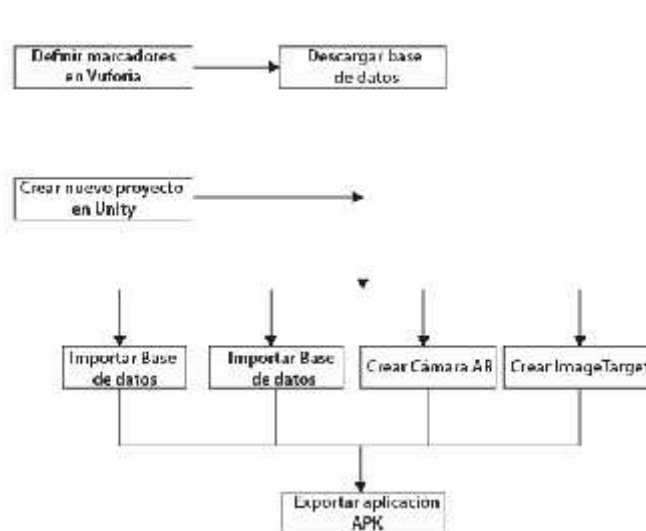 Definir marcadores
en Vuforia
Descargar base
de datos
Crear nuevo proyecto
en Unity
Importar Base
de datos
Importar Base
de datos
Crear Cámara AR
Crear ImageTarget
Exportar aplicación
APK